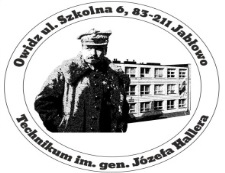 Owidz ul. Szkolna 6, 83-211 Jabłowo
Technikum im. gen. Józefa Hallera